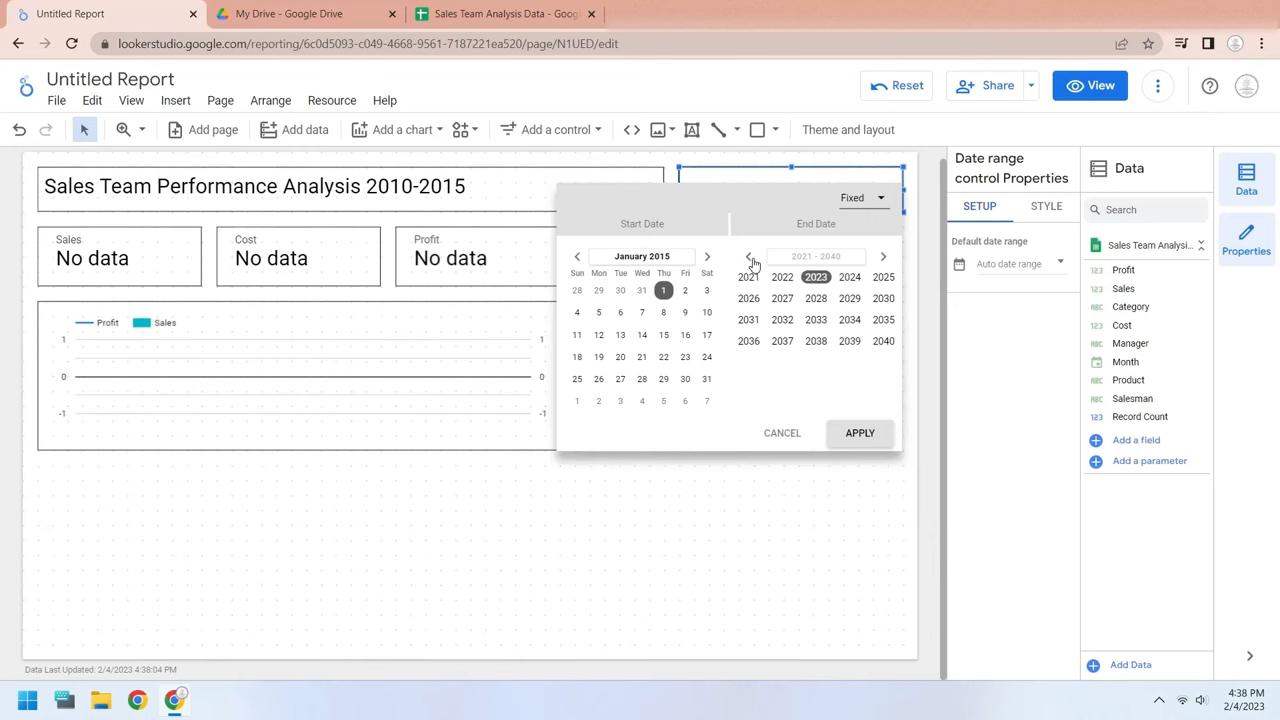 Untitled Report
My Drive - Google Drive
Sales Team Analysis Data - Goog
lookerstudio.google.com/reporting/6c0d5093-c049-4668-9561-7187221ea520/page/N1UED/edit
Untitled Report
File Edit View Insert Page Arrange Resource Help
Reset
Share
View
Add page
Add data
Add a chart
Add a control
Theme and layout
Sales Team Performance Analysis 2010-2015
Sales
No data
Cost
No data
Profit
No data
Profit Sales
1 1
0 0
-1 -1
Fixed
Start Date End Date
January 2015
Sun Mon Tue Wed Thu Fri Sat
28 29 30 31 1 2 3
4 5 6 7 8 9 10
11 12 13 14 15 16 17
18 19 20 21 22 23 24
25 26 27 28 29 30 31
1 2 3 4 5 6 7
2021 - 2040
2021 2022 2023 2024 2025
2026 2027 2028 2029 2030
2031 2032 2033 2034 2035
2036 2037 2038 2039 2040
CANCEL APPLY
Date range
control Properties
SETUP STYLE
Default date range
Auto date range
Data
Search
Sales Team Analysi...
123 Profit
123 Sales
ABC Category
123 Cost
ABC Manager
Month
ABC Product
ABC Salesman
123 Record Count
Add a field
Add a parameter
Add Data
Data
Properties
Data Last Updated: 2/4/2023 4:38:04 PM
4:38 PM
2/4/2023